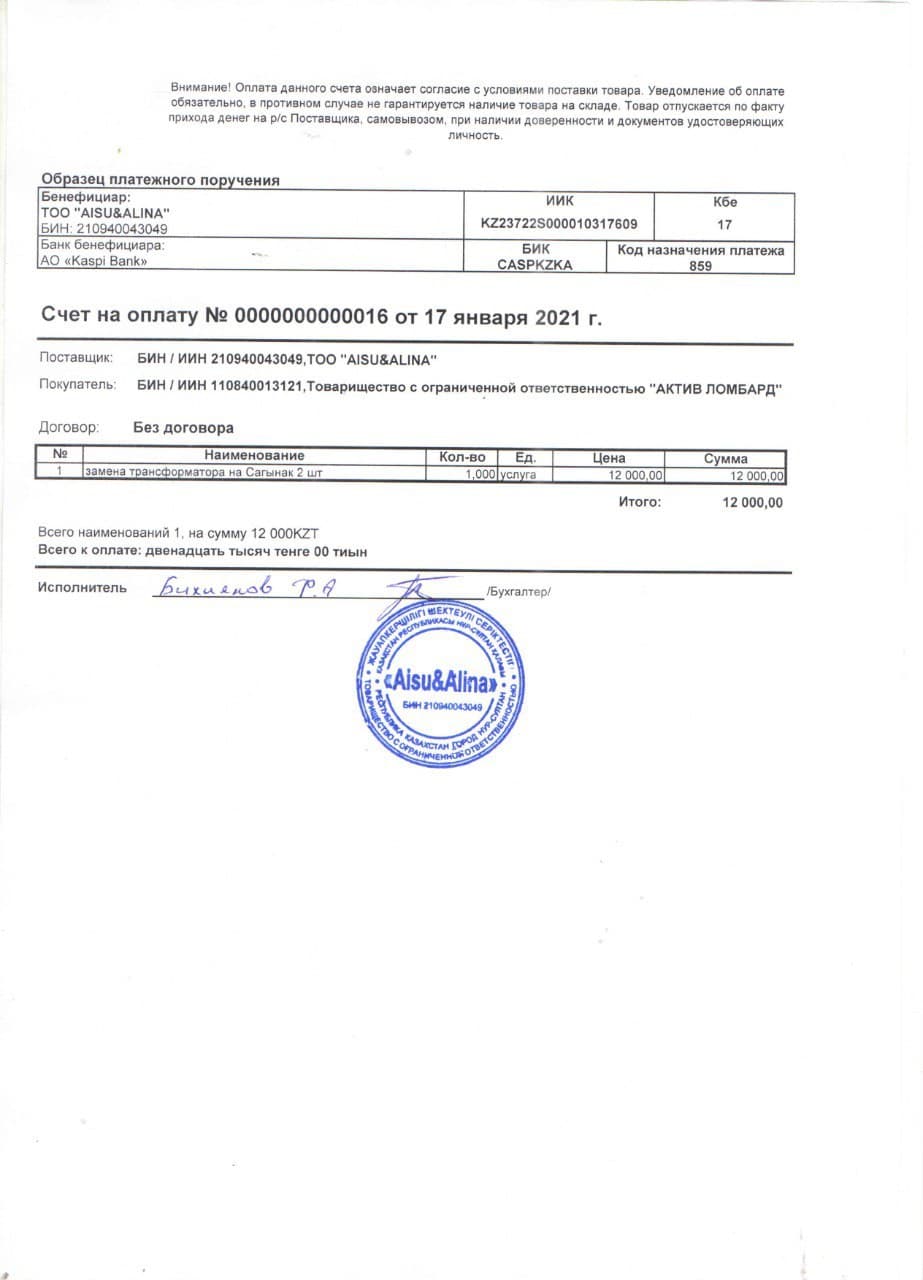 Внимание! Оплата данного счета означает согласие с условиями поставки товара. Уведомление об оплате
обязательно, в противном случае не гарантируется наличие товара на складе. Товар отпускается по факту
прихода денег на р/с Поставщика, самовывозом, при наличии доверенности и документов удостоверяющих
личность.
Образец платежного поручения
Бенефициар: ИИК Кбе
ТОО "AISU&ALINA" KZ23722S000010317609 17
БИН: 210940043049
Банк бенефициара: БИК Код назначения платежа
АО «Kaspi Bank» CASPKZKA 859
Счет на оплату № 0000000000016 от 17 января 2021 г.
Поставщик: БИН / ИИН 210940043049,ТОО "AISU&ALINA"
Покупатель: БИН / ИИН 110840013121,Товарищество с ограниченной ответственностью "АКТИВ ЛОМБАРД"
Договор: Без договора
№ Наименование Кол-во Ед. Цена Сумма
1 замена трансформатора на Сагынак 2 шт 1,000 услуга 12 000,00 12 000,00
Итого: 12 000,00
Всего наименований 1, на сумму 12 000KZT
Всего к оплате: двенадцать тысяч тенге 00 тиын
Исполнитель Р.А /Бухгалтер/
ЖАУАПКЕРШІЛІГІ ШЕКТЕУЛІ СЕРІКТЕСТІГІ
ҚАЗАҚСТАН РЕСПУБЛИКАСЫ НҰР-СҰЛТАН ҚАЛАСЫ
«Aisu&Alina»
БИН 210940043049
РЕСПУБЛИКА КАЗАХСТАН ГОРОД НУР-СУЛТАН
ТОВАРИЩЕСТВО С ОГРАНИЧЕННОЙ ОТВЕТСТВЕННОСТЬЮ